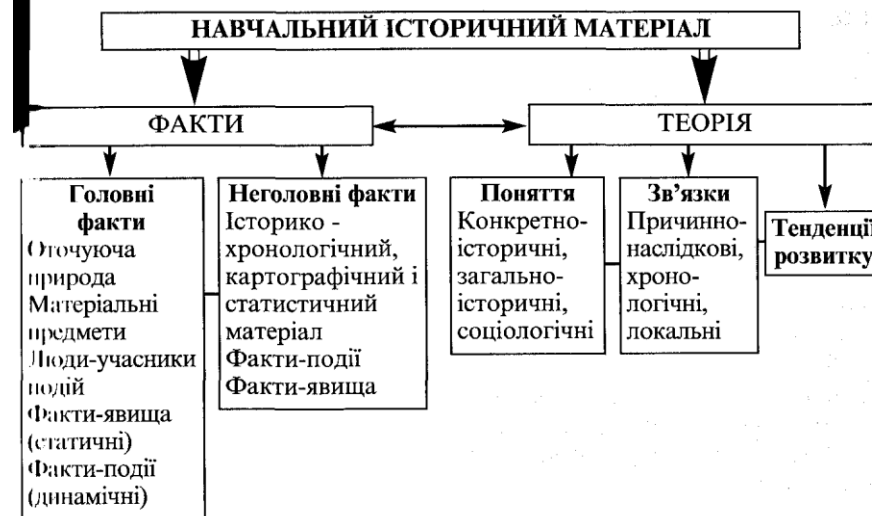 НАВЧАЛЬНИЙ ІСТОРИЧНИЙ МАТЕРІАЛ
ФАКТИ
ТЕОРІЯ
Головні
факти
Оточуюча
природа
Матеріальні
предмети
Люди-учасники
подій
Факти-явища
(статичні)
Факти-події
(динамічні)
Неголовні факти
Історико -
хронологічний,
картографічний і
статистичний
матеріал
Факти-події
Факти-явища
Поняття
Конкретно-
історичні,
загально-
історичні,
соціологічні
Зв'язки
Причинно-
наслідкові,
хроно-
логічні,
локальні
Тенденції
розвитку